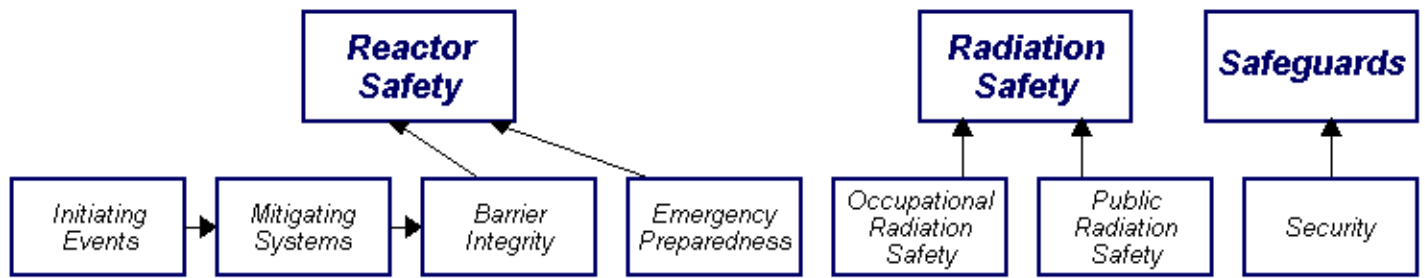 Reactor
Safety
Radiation
Safety
Safeguards
Initiating
Events
Mitigating
Systems
Barrier
Integrity
Emergency
Preparedness
Occupational
Radiation
Safety
Public
Radiation
Safety
Security